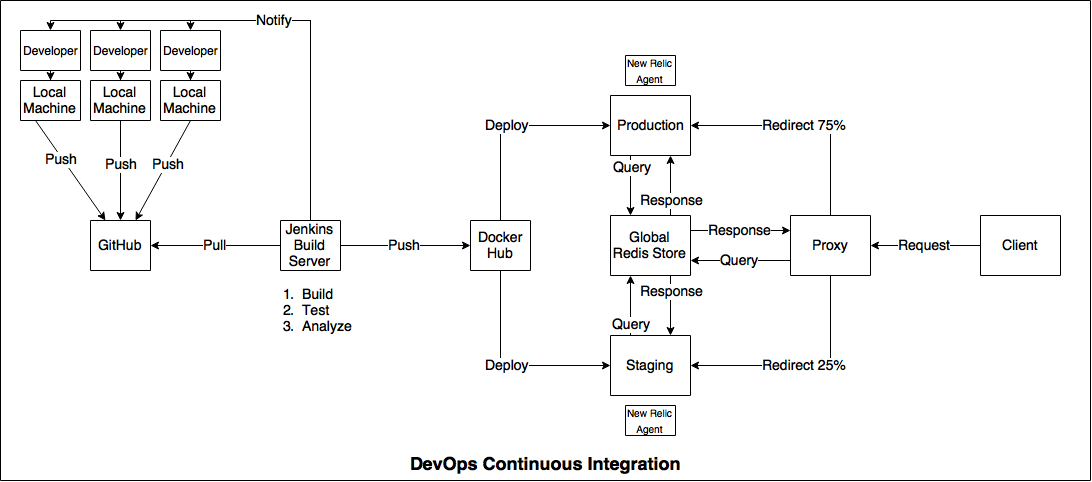 Notify
Developer
Developer
Developer
Local
Machine
Local
Machine
Local
Machine
Push
Push
Push
GitHub
Pull
Jenkins
Build
Server
1. Build
2. Test
3. Analyze
Push
Docker
Hub
Deploy
Deploy
New Relic
Agent
Production
Redirect 75%
Query
Response
Global
Redis Store
Response
Query
Proxy
Request
Client
Response
Query
Staging
Redirect 25%
New Relic
Agent
DevOps Continuous Integration